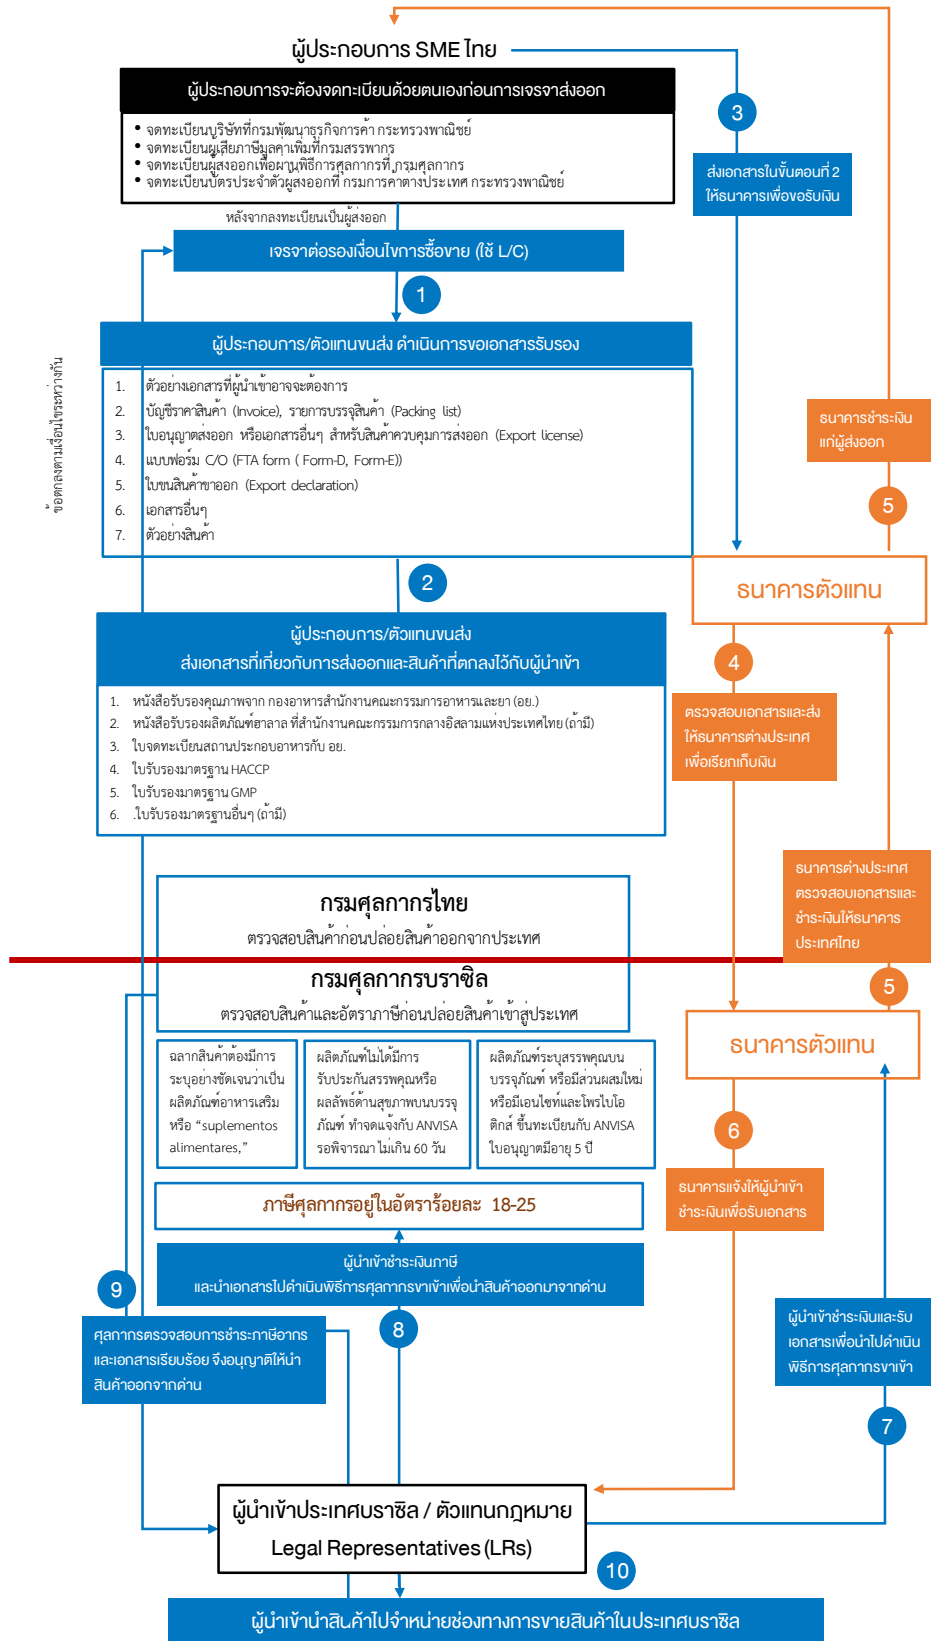 ผู้ประกอบการ SME ไทย
ผู้ประกอบการจะต้องจดทะเบียนด้วยตนเองก่อนการเจรจาส่งออก
• จดทะเบียนบริษัทที่กรมพัฒนาธุรกิจการค้า กระทรวงพาณิชย์
• จดทะเบียนผู้เสียภาษีมูลค่าเพิ่มที่กรมสรรพากร
• จดทะเบียนผู้ส่งออกเพื่อผ่านพิธีการศุลกากรที่ กรมศุลกากร
• จดทะเบียนบัตรประจำตัวผู้ส่งออกที่ กรมการค้าต่างประเทศ กระทรวงพาณิชย์
3
ส่งเอกสารในขั้นตอนที่ 2
ให้ธนาคารเพื่อขอรับเงิน
หลังจากลงทะเบียนเป็นผู้ส่งออก
เจรจาต่อรองเงื่อนไขการซื้อขาย (ใช้ L/C)
1
ผู้ประกอบการ/ตัวแทนขนส่ง ดำเนินการขอเอกสารรับรอง
1. ตัวอย่างเอกสารที่ผู้นำเข้าอาจจะต้องการ
2. บัญชีราคาสินค้า (Invoice), รายการบรรจุสินค้า (Packing list)
3. ใบอนุญาตส่งออก หรือเอกสารอื่นๆ สำหรับสินค้าควบคุมการส่งออก (Export license)
4. แบบฟอร์ม C/O (FTA form ( Form-D, Form-E))
5. ใบขนสินค้าขาออก (Export declaration)
6. เอกสารอื่นๆ
7. ตัวอย่างสินค้า
ข้อตกลงตามเงื่อนไขระหว่างกัน
ธนาคารชำระเงิน
แก่ผู้ส่งออก
5
2
ธนาคารตัวแทน
ผู้ประกอบการ/ตัวแทนขนส่ง
ส่งเอกสารที่เกี่ยวกับการส่งออกและสินค้าที่ตกลงไว้กับผู้นำเข้า
1. หนังสือรับรองคุณภาพจาก กองอาหารสำนักงานคณะกรรมการอาหารและยา (อย.)
2. หนังสือรับรองผลิตภัณฑ์ฮาลาล ที่สำนักงานคณะกรรมการกลางอิสลามแห่งประเทศไทย (ถ้ามี)
3. ใบจดทะเบียนสถานประกอบอาหารกับ อย.
4. ใบรับรองมาตรฐาน HACCP
5. ใบรับรองมาตรฐาน GMP
6. .ใบรับรองมาตรฐานอื่นๆ (ถ้ามี)
4
ตรวจสอบเอกสารและส่ง
ให้ธนาคารต่างประเทศ
เพื่อเรียกเก็บเงิน
ธนาคารต่างประเทศ
ตรวจสอบเอกสารและ
ชำระเงินให้ธนาคาร
ประเทศไทย
กรมศุลกากรไทย
ตรวจสอบสินค้าก่อนปล่อยสินค้าออกจากประเทศ
กรมศุลกากรบราซิล
ตรวจสอบสินค้าและอัตราภาษีก่อนปล่อยสินค้าเข้าสู่ประเทศ
5
ธนาคารตัวแทน
ฉลากสินค้าต้องมีการ
ระบุอย่างชัดเจนว่าเป็น
ผลิตภัณฑ์อาหารเสริม
หรือ “suplementos
alimentares,”
ผลิตภัณฑ์ไม่ได้มีการ
รับประกันสรรพคุณหรือ
ผลลัพธ์ด้านสุขภาพบนบรรจุ
ภัณฑ์ ทำจดแจ้งกับ ANVISA
รอพิจารณา ไม่เกิน 60 วัน
ผลิตภัณฑ์ระบุสรรพคุณบน
บรรจุภัณฑ์ หรือมีส่วนผสมใหม่
หรือมีเอนไซท์และโพรไบโอ
ติกส์ ขึ้นทะเบียนกับ ANVISA
ใบอนุญาตมีอายุ 5 ปี
6
ธนาคารแจ้งให้ผู้นำเข้า
ชำระเงินเพื่อรับเอกสาร
ภาษีศุลกากรอยู่ในอัตราร้อยละ 18-25
ผู้นำเข้าชำระเงินภาษี
และนำเอกสารไปดำเนินพิธีการศุลกากรขาเข้าเพื่อนำสินค้าออกมาจากด่าน
9
8
ศุลกากรตรวจสอบการชำระภาษีอากร
และเอกสารเรียบร้อย จึงอนุญาติให้นำ
สินค้าออกจากด่าน
ผู้นำเข้าชำระเงินและรับ
เอกสารเพื่อนำไปดำเนิน
พิธีการศุลกากรขาเข้า
7
ผู้นำเข้าประเทศบราซิล / ตัวแทนกฎหมาย
Legal Representatives (LRs)
10
ผู้นำเข้านำสินค้าไปจำหน่ายช่องทางการขายสินค้าในประเทศบราซิล